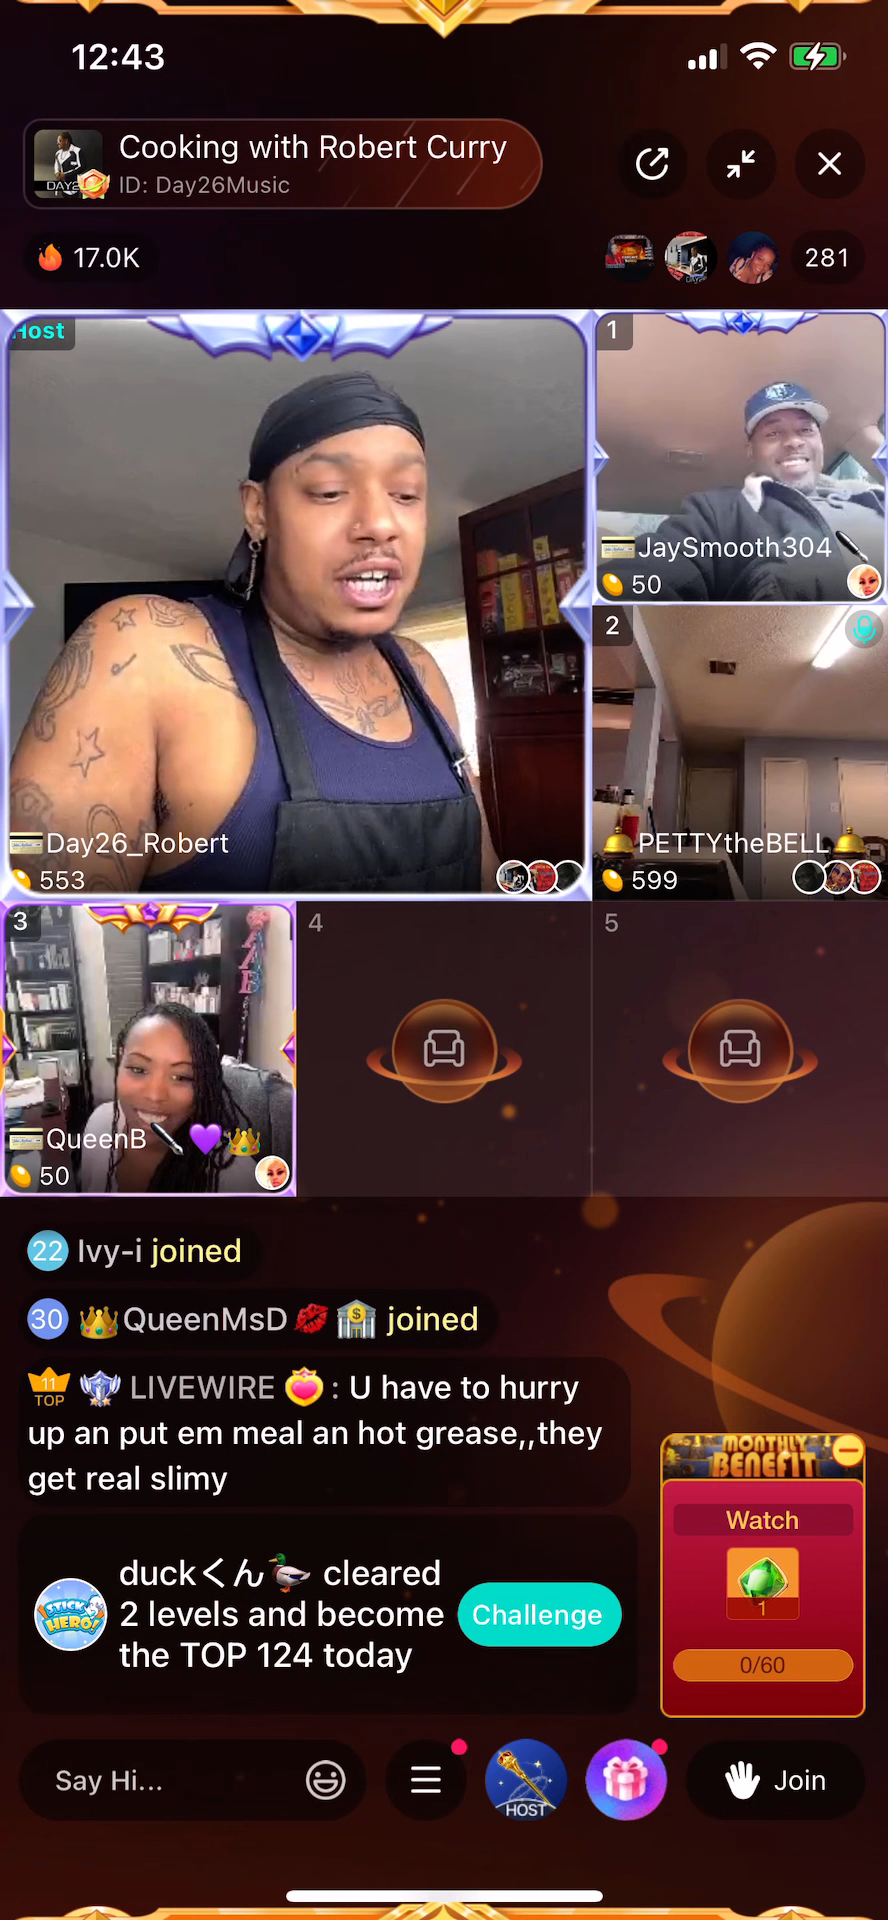 12:43
Cooking with Robert Curry
ID: Day26Music
DAY2
17.0K
281
Host
1
JaySmooth304
50
2
Day26_Robert
553
PETTYtheBELL
599
3
4
5
QueenB
50
22 Ivy-i joined
30 QueenMsD joined
11 TOP LIVEWIRE : U have to hurry
up an put em meal an hot grease,,they
get real slimy
STICK HERO!
duckくん cleared
2 levels and become
the TOP 124 today
Challenge
MONTHLY
BENEFIT
Watch
1
0/60
Say Hi...
HOST
Join